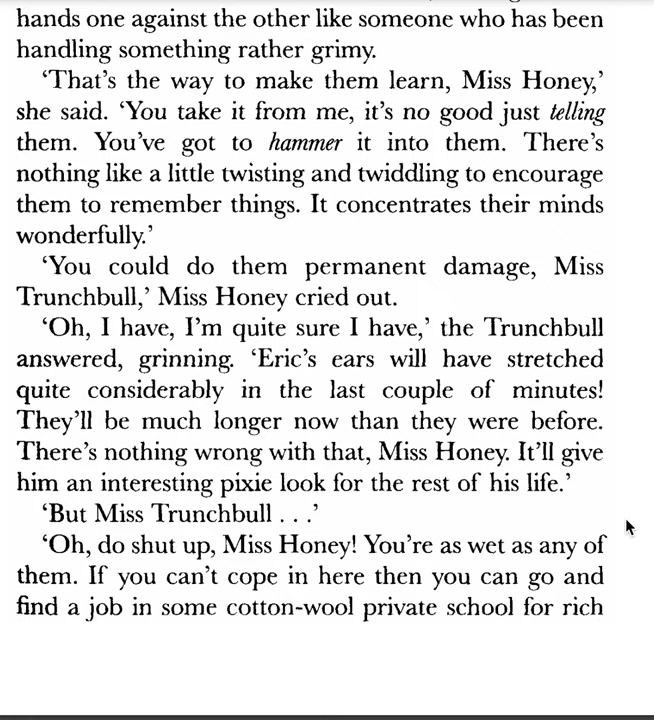 hands one against the other like someone who has been
handling something rather grimy.
‘That’s the way to make them learn, Miss Honey,’
she said. ‘You take it from me, it’s no good just telling
them. You’ve got to hammer it into them. There’s
nothing like a little twisting and twiddling to encourage
them to remember things. It concentrates their minds
wonderfully.’
‘You could do them permanent damage, Miss
Trunchbull,’ Miss Honey cried out.
‘Oh, I have, I’m quite sure I have,’ the Trunchbull
answered, grinning. ‘Eric’s ears will have stretched
quite considerably in the last couple of minutes!
They’ll be much longer now than they were before.
There’s nothing wrong with that, Miss Honey. It’ll give
him an interesting pixie look for the rest of his life.’
‘But Miss Trunchbull . . .’
‘Oh, do shut up, Miss Honey! You’re as wet as any of
them. If you can’t cope in here then you can go and
find a job in some cotton-wool private school for rich